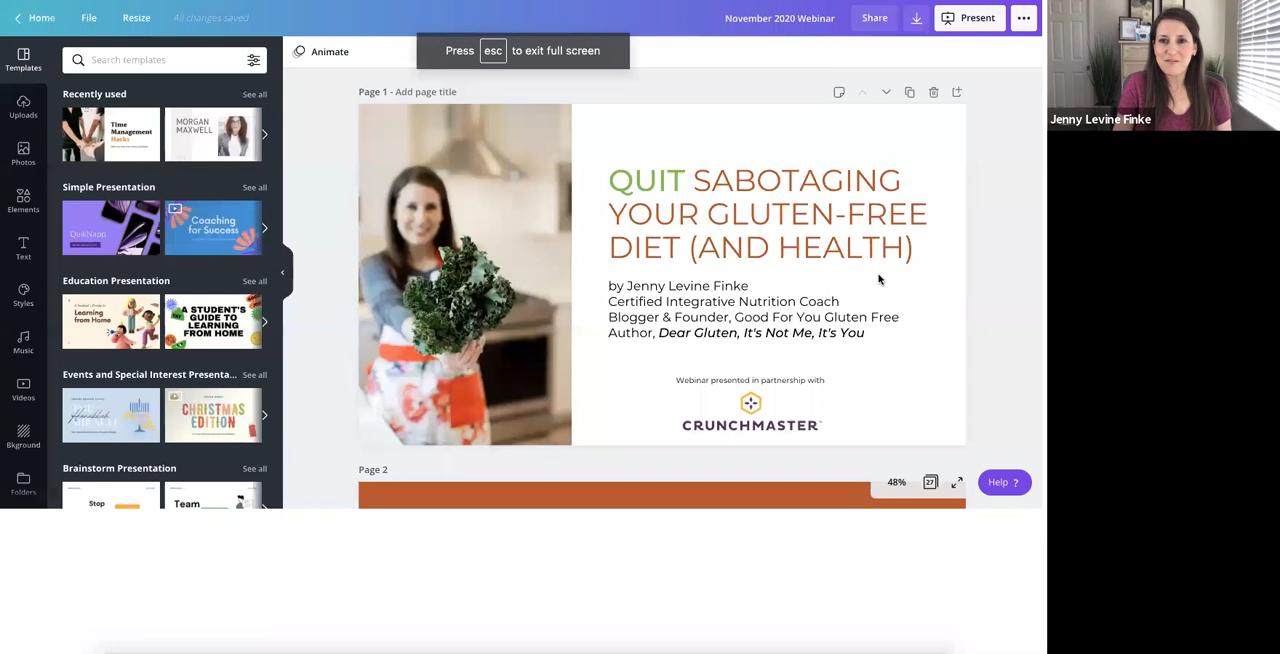 Home
File
Resize
All changes saved
November 2020 Webinar
Share
Present
Press esc to exit full screen
Animate
Templates
Uploads
Photos
Elements
Text
Styles
Music
Videos
Bkground
Folders
Search templates
Recently used
See all
Time
Management
Hacks
MORGAN
MAXWELL
Simple Presentation
See all
QuikNapp
Coaching
for Success
Education Presentation
See all
Learning
from Home
A STUDENT'S
GUIDE TO
LEARNING
FROM HOME
Events and Special Interest Presenta...
See all
CHRISTMAS
EDITION
Brainstorm Presentation
See all
Stop
Team
Page 1 - Add page title
QUIT SABOTAGING
YOUR GLUTEN-FREE
DIET (AND HEALTH)
by Jenny Levine Finke
Certified Integrative Nutrition Coach
Blogger & Founder, Good For You Gluten Free
Author, Dear Gluten, It's Not Me, It's You
Webinar presented in partnership with
CRUNCHMASTER™
Page 2
48%
27
Help ?
Jenny Levine Finke